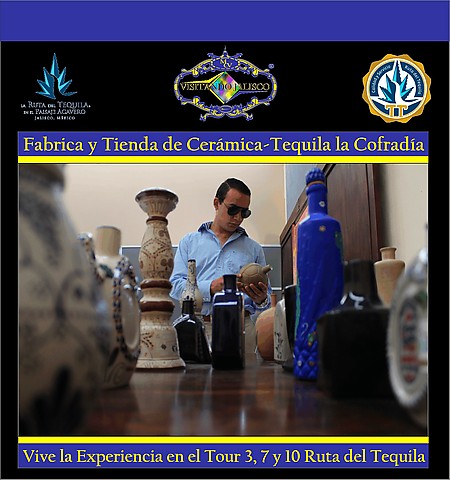 LA RUTA DEL TEQUILA
EN EL PAISAJE AGAVERO
JALISCO, MÉXICO
VISITANDO JALISCO
Fabrica y Tienda de Cerámica-Tequila la Cofradía
Vive la Experiencia en el Tour 3, 7 y 10 Ruta del Tequila